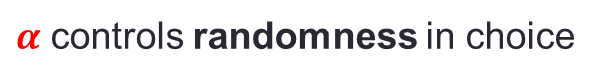 α controls randomness in choice